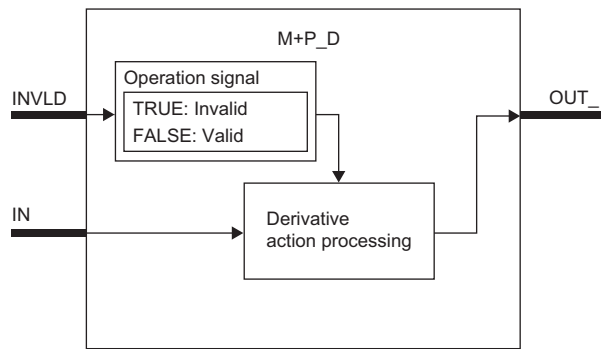 M+P_D
Operation signal
INVLD
TRUE: Invalid
FALSE: Valid
OUT_
IN
Derivative
action processing